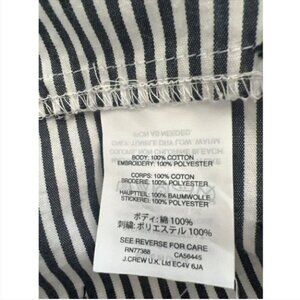 BODY: 100% COTTON
EMBROIDERY: 100% POLYESTER
CORPS: 100% COTON
BRODERIE: 100% POLYESTER
HAUPTTEIL: 100% BAUMWOLLE
STICKEREI: 100% POLYESTER
ボディ: 綿 100%
刺繍: ポリエステル 100%
SEE REVERSE FOR CARE
RN77388 CA56445
J.CREW U.K. Ltd EC4V 6JA